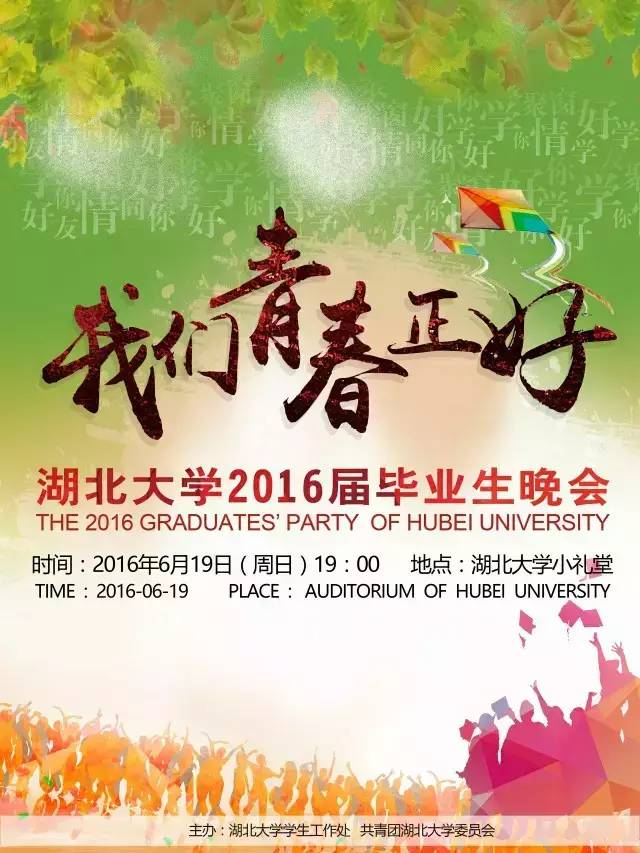 我们青春正好
湖北大学2016届毕业生晚会
THE 2016 GRADUATES' PARTY OF HUBEI UNIVERSITY
时间：2016年6月19日（周日）19：00 地点：湖北大学小礼堂
TIME：2016-06-19 PLACE：AUDITORIUM OF HUBEI UNIVERSITY
主办：湖北大学学生工作处 共青团湖北大学委员会